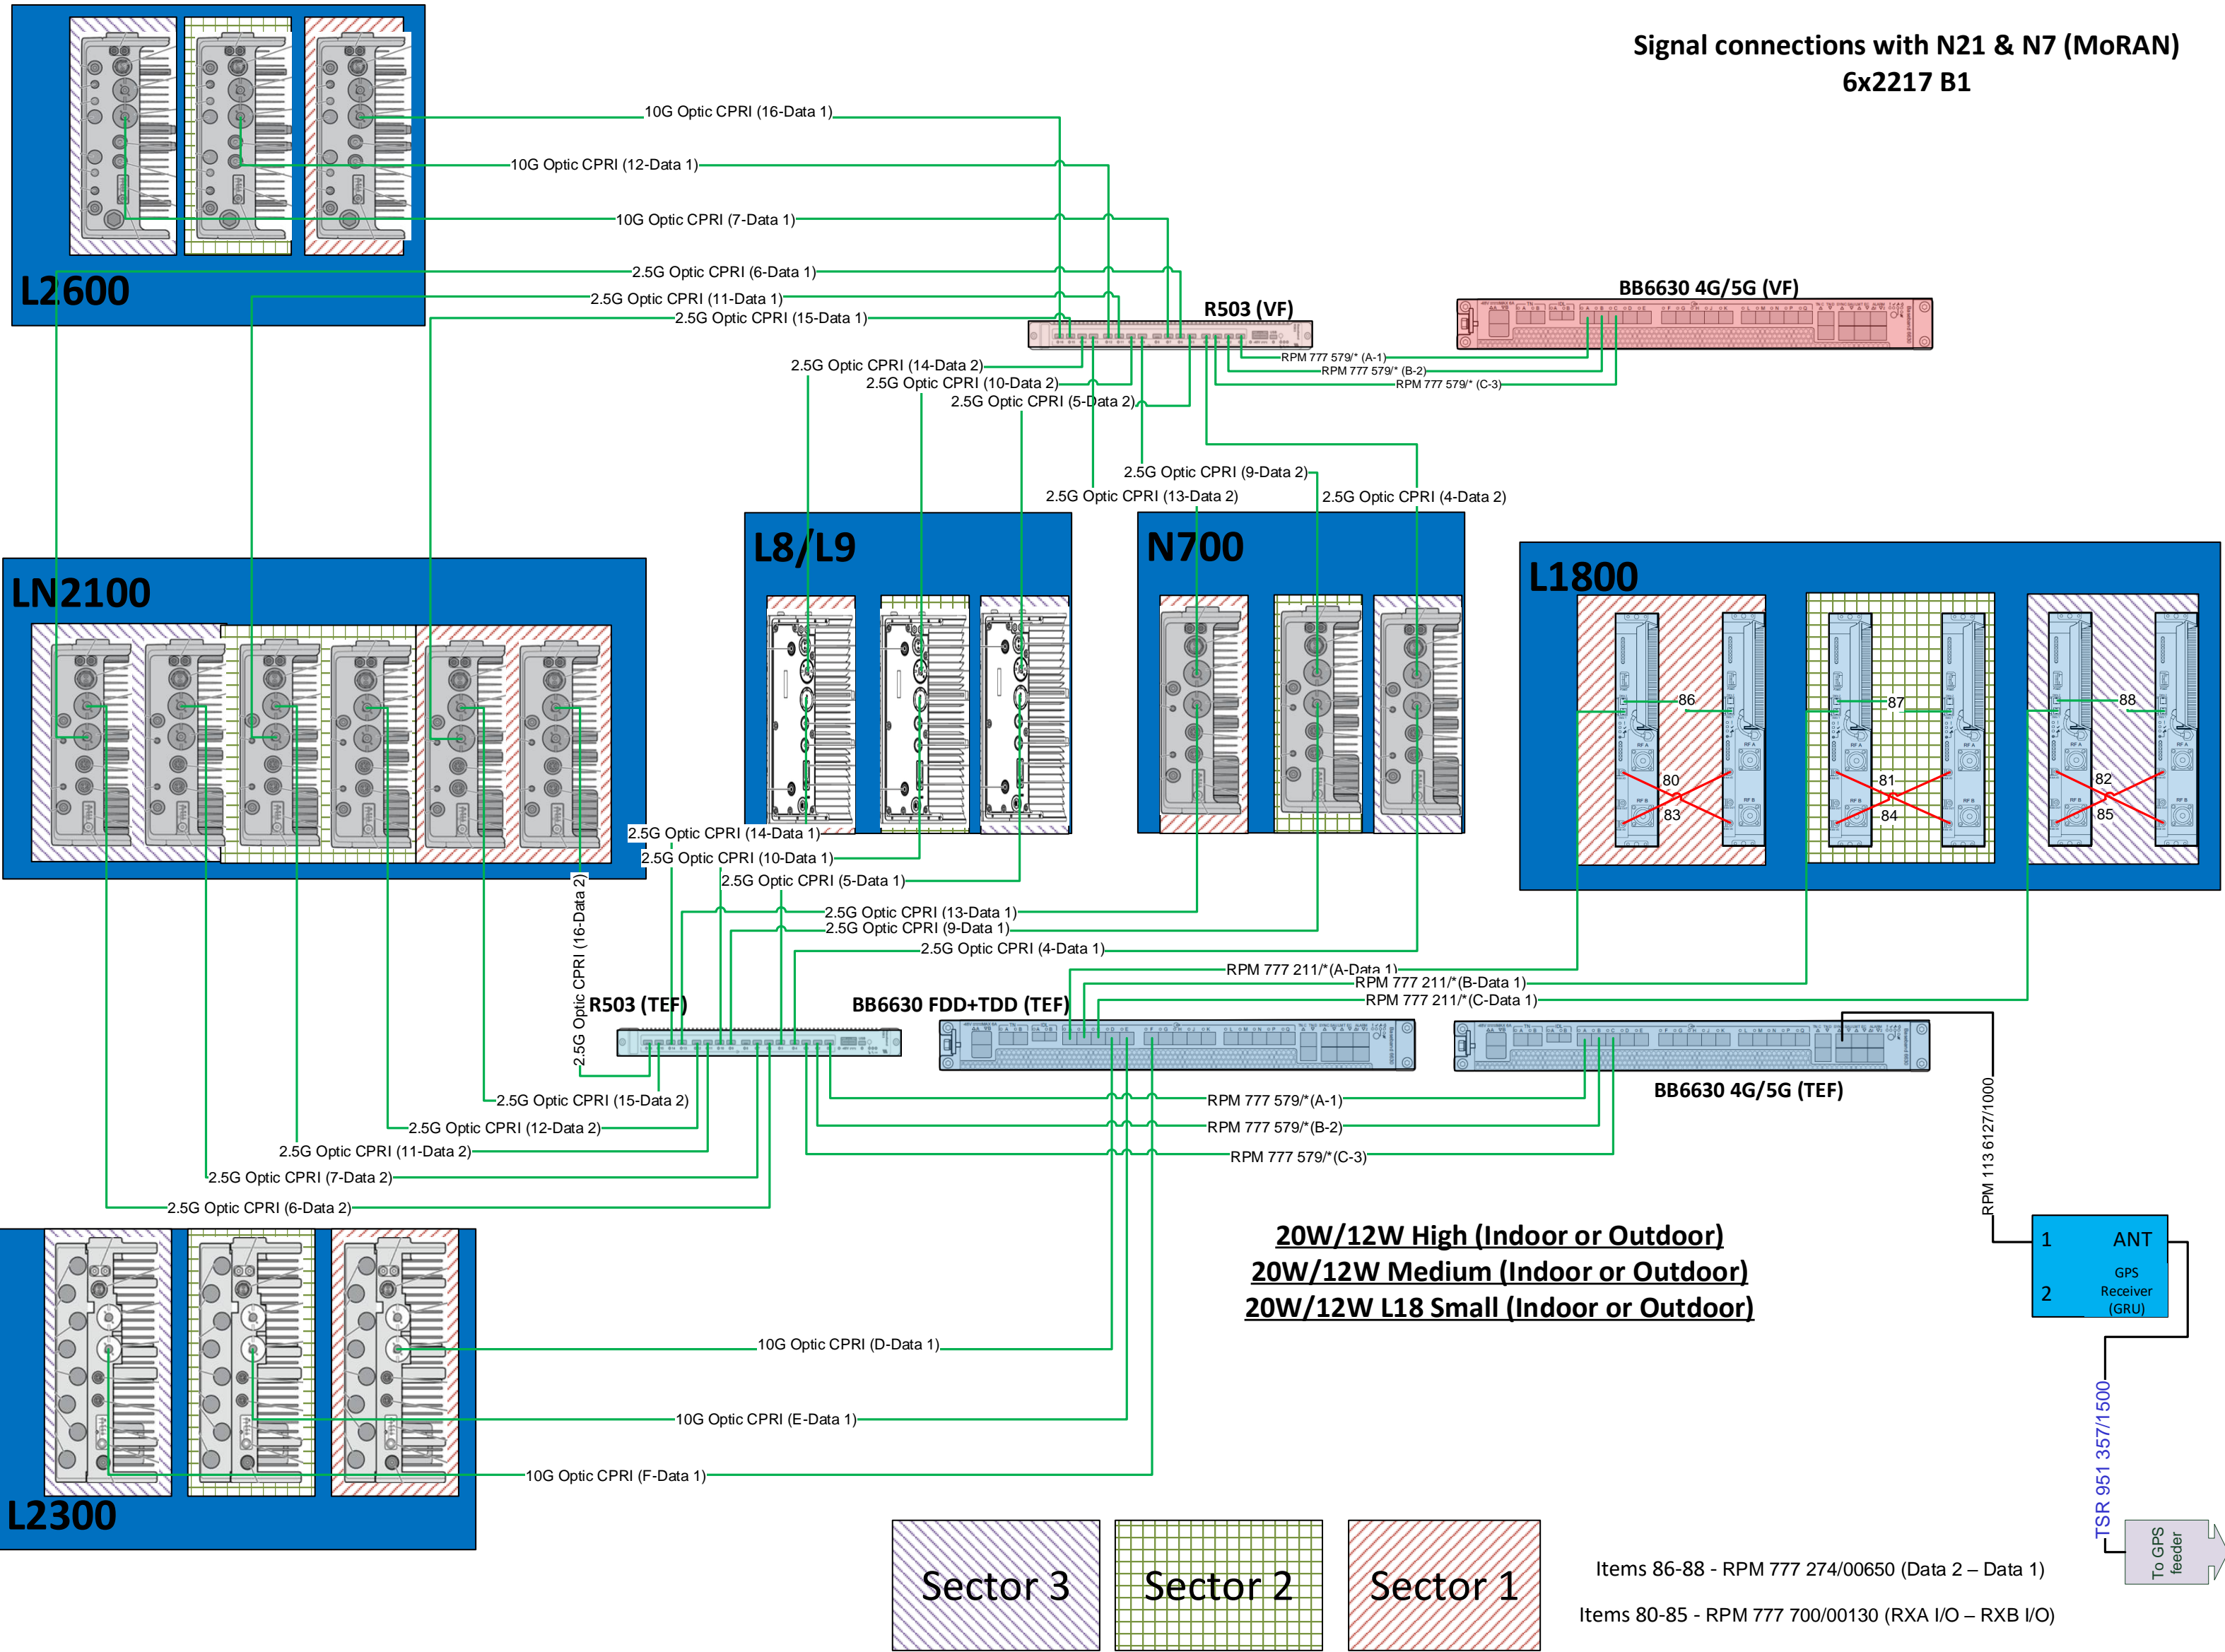 Signal connections with N21 & N7 (MoRAN)
6x2217 B1
10G Optic CPRI (16-Data 1)
10G Optic CPRI (12-Data 1)
10G Optic CPRI (7-Data 1)
2.5G Optic CPRI (6-Data 1)
2.5G Optic CPRI (11-Data 1)
2.5G Optic CPRI (15-Data 1)
L2600
R503 (VF)
BB6630 4G/5G (VF)
RPM 777 579/* (A-1)
RPM 777 579/* (B-2)
RPM 777 579/* (C-3)
2.5G Optic CPRI (14-Data 2)
2.5G Optic CPRI (10-Data 2)
2.5G Optic CPRI (5-Data 2)
2.5G Optic CPRI (9-Data 2)
2.5G Optic CPRI (13-Data 2)
2.5G Optic CPRI (4-Data 2)
LN2100
L8/L9
N700
L1800
86
87
88
RF A
RF A
RF A
RF A
RF A
RF A
80
81
82
RF B
RF B
RF B
RF B
RF B
RF B
83
84
85
2.5G Optic CPRI (14-Data 1)
2.5G Optic CPRI (10-Data 1)
2.5G Optic CPRI (5-Data 1)
2.5G Optic CPRI (13-Data 1)
2.5G Optic CPRI (9-Data 1)
2.5G Optic CPRI (4-Data 1)
2.5G Optic CPRI (16-Data 2)
RPM 777 211/*(A-Data 1)
RPM 777 211/*(B-Data 1)
RPM 777 211/*(C-Data 1)
R503 (TEF)
BB6630 FDD+TDD (TEF)
BB6630 4G/5G (TEF)
2.5G Optic CPRI (15-Data 2)
2.5G Optic CPRI (12-Data 2)
2.5G Optic CPRI (11-Data 2)
2.5G Optic CPRI (7-Data 2)
2.5G Optic CPRI (6-Data 2)
RPM 777 579/*(A-1)
RPM 777 579/*(B-2)
RPM 777 579/*(C-3)
RPM 113 6127/1000
20W/12W High (Indoor or Outdoor)
20W/12W Medium (Indoor or Outdoor)
20W/12W L18 Small (Indoor or Outdoor)
1 ANT
2
GPS
Receiver
(GRU)
10G Optic CPRI (D-Data 1)
10G Optic CPRI (E-Data 1)
10G Optic CPRI (F-Data 1)
L2300
TSR 951 357/1500
To GPS
feeder
Sector 3
Sector 2
Sector 1
Items 86-88 - RPM 777 274/00650 (Data 2 – Data 1)
Items 80-85 - RPM 777 700/00130 (RXA I/O – RXB I/O)